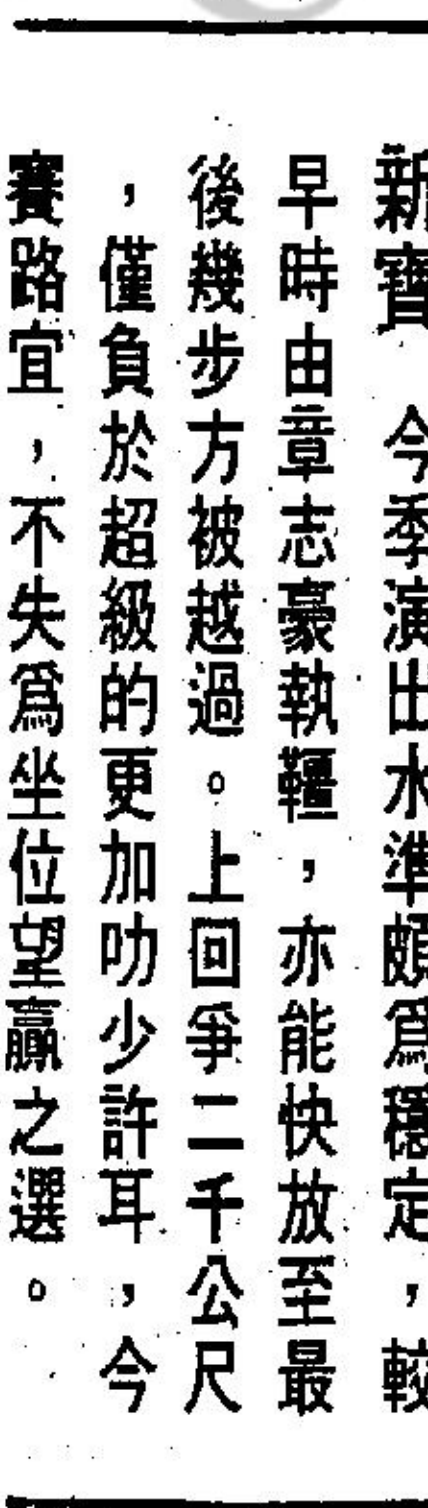 新寶　今季演出水準頗爲穩定，較
早時由章志豪執韁，亦能快放至最
後幾步方被越過。上回爭二千公尺
，僅負於超級的更加叻少許耳，今
賽路宜，不失爲坐位望贏之選。